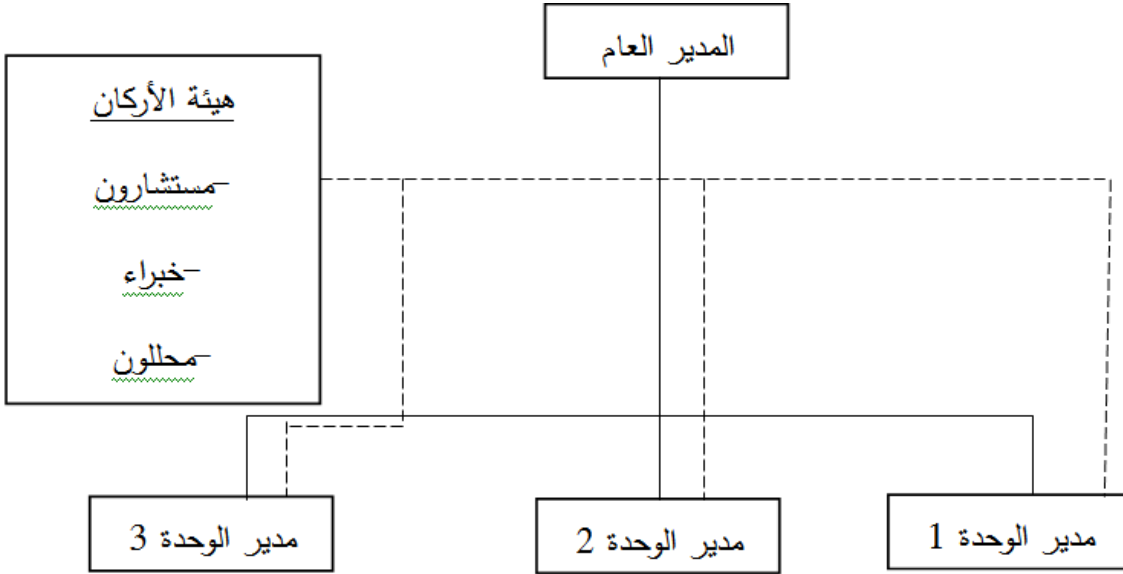 المدير العام
هيئة الأركان
-مستشارون
-خبراء
-محللون
مدير الوحدة 1
مدير الوحدة 2
مدير الوحدة 3